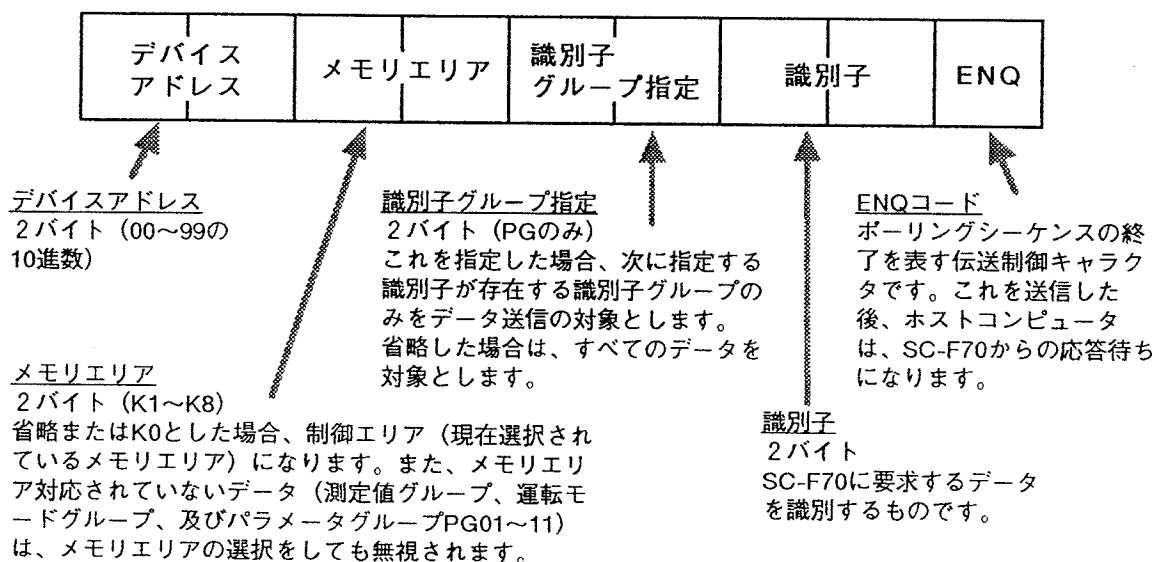 デバイス
アドレス
メモリエリア
識別子
グループ指定
識別子
ENQ
デバイスアドレス
2バイト（00～99の
10進数）
メモリエリア
2バイト（K1～K8）
省略またはK0とした場合、制御エリア（現在選択され
ているメモリエリア）になります。また、メモリエリ
ア対応されていないデータ（測定値グループ、運転モ
ードグループ、及びパラメータグループPG01～11）
は、メモリエリアの選択をしても無視されます。
識別子グループ指定
2バイト（PGのみ）
これを指定した場合、次に指定する
識別子が存在する識別子グループの
みをデータ送信の対象とします。
省略した場合は、すべてのデータを
対象とします。
識別子
2バイト
SC-F70に要求するデータ
を識別するものです。
ENQコード
ポーリングシーケンスの終
了を表す伝送制御キャラク
タです。これを送信した
後、ホストコンピュータ
は、SC-F70からの応答待ち
になります。